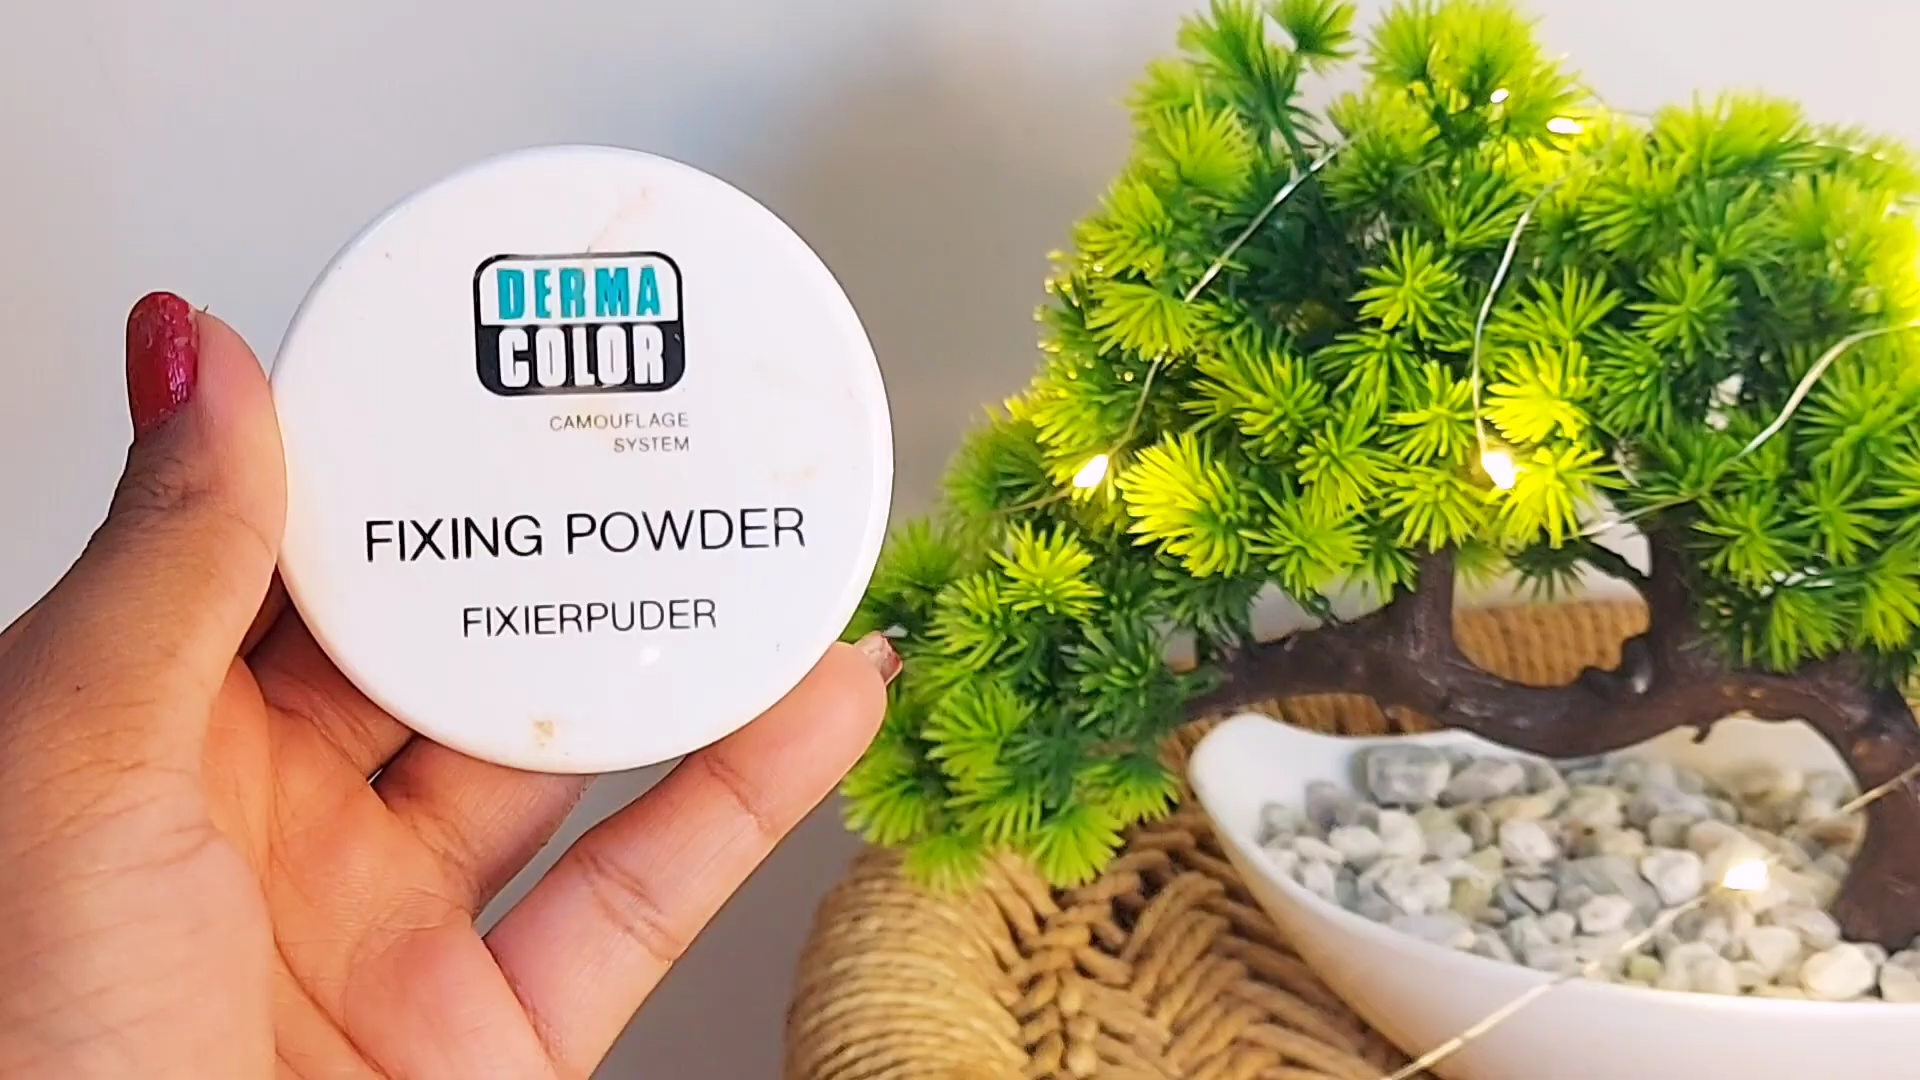 DERMA
COLOR
CAMOUFLAGE
SYSTEM
FIXING POWDER
FIXIERPUDER